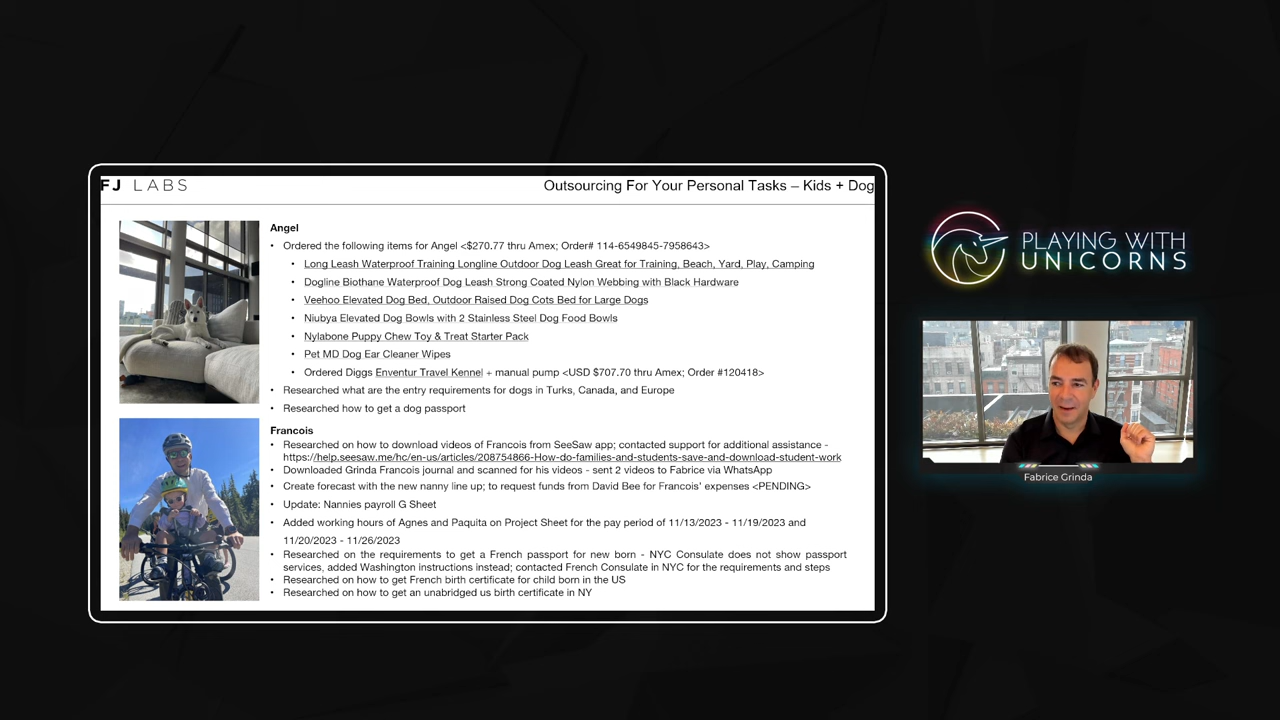 FJ LABS
Outsourcing For Your Personal Tasks – Kids + Dog
Angel
• Ordered the following items for Angel <$270.77 thru Amex; Order# 114-6549845-7958643>
• Long Leash Waterproof Training Longline Outdoor Dog Leash Great for Training, Beach, Yard, Play, Camping
• Dogline Biothane Waterproof Dog Leash Strong Coated Nylon Webbing with Black Hardware
• Veehoo Elevated Dog Bed, Outdoor Raised Dog Cots Bed for Large Dogs
• Niubya Elevated Dog Bowls with 2 Stainless Steel Dog Food Bowls
• Nylabone Puppy Chew Toy & Treat Starter Pack
• Pet MD Dog Ear Cleaner Wipes
• Ordered Diggs Enventur Travel Kennel + manual pump <USD $707.70 thru Amex; Order #120418>
• Researched what are the entry requirements for dogs in Turks, Canada, and Europe
• Researched how to get a dog passport
Francois
• Researched on how to download videos of Francois from SeeSaw app; contacted support for additional assistance -
https://help.seesaw.me/hc/en-us/articles/208754866-How-do-families-and-students-save-and-download-student-work
• Downloaded Grinda Francois journal and scanned for his videos - sent 2 videos to Fabrice via WhatsApp
• Create forecast with the new nanny line up; to request funds from David Bee for Francois' expenses <PENDING>
• Update: Nannies payroll G Sheet
• Added working hours of Agnes and Paquita on Project Sheet for the pay period of 11/13/2023 - 11/19/2023 and
11/20/2023 - 11/26/2023
• Researched on the requirements to get a French passport for new born - NYC Consulate does not show passport
services, added Washington instructions instead; contacted French Consulate in NYC for the requirements and steps
• Researched on how to get French birth certificate for child born in the US
• Researched on how to get an unabridged us birth certificate in NY
PLAYING WITH
UNICORNS
Fabrice Grinda